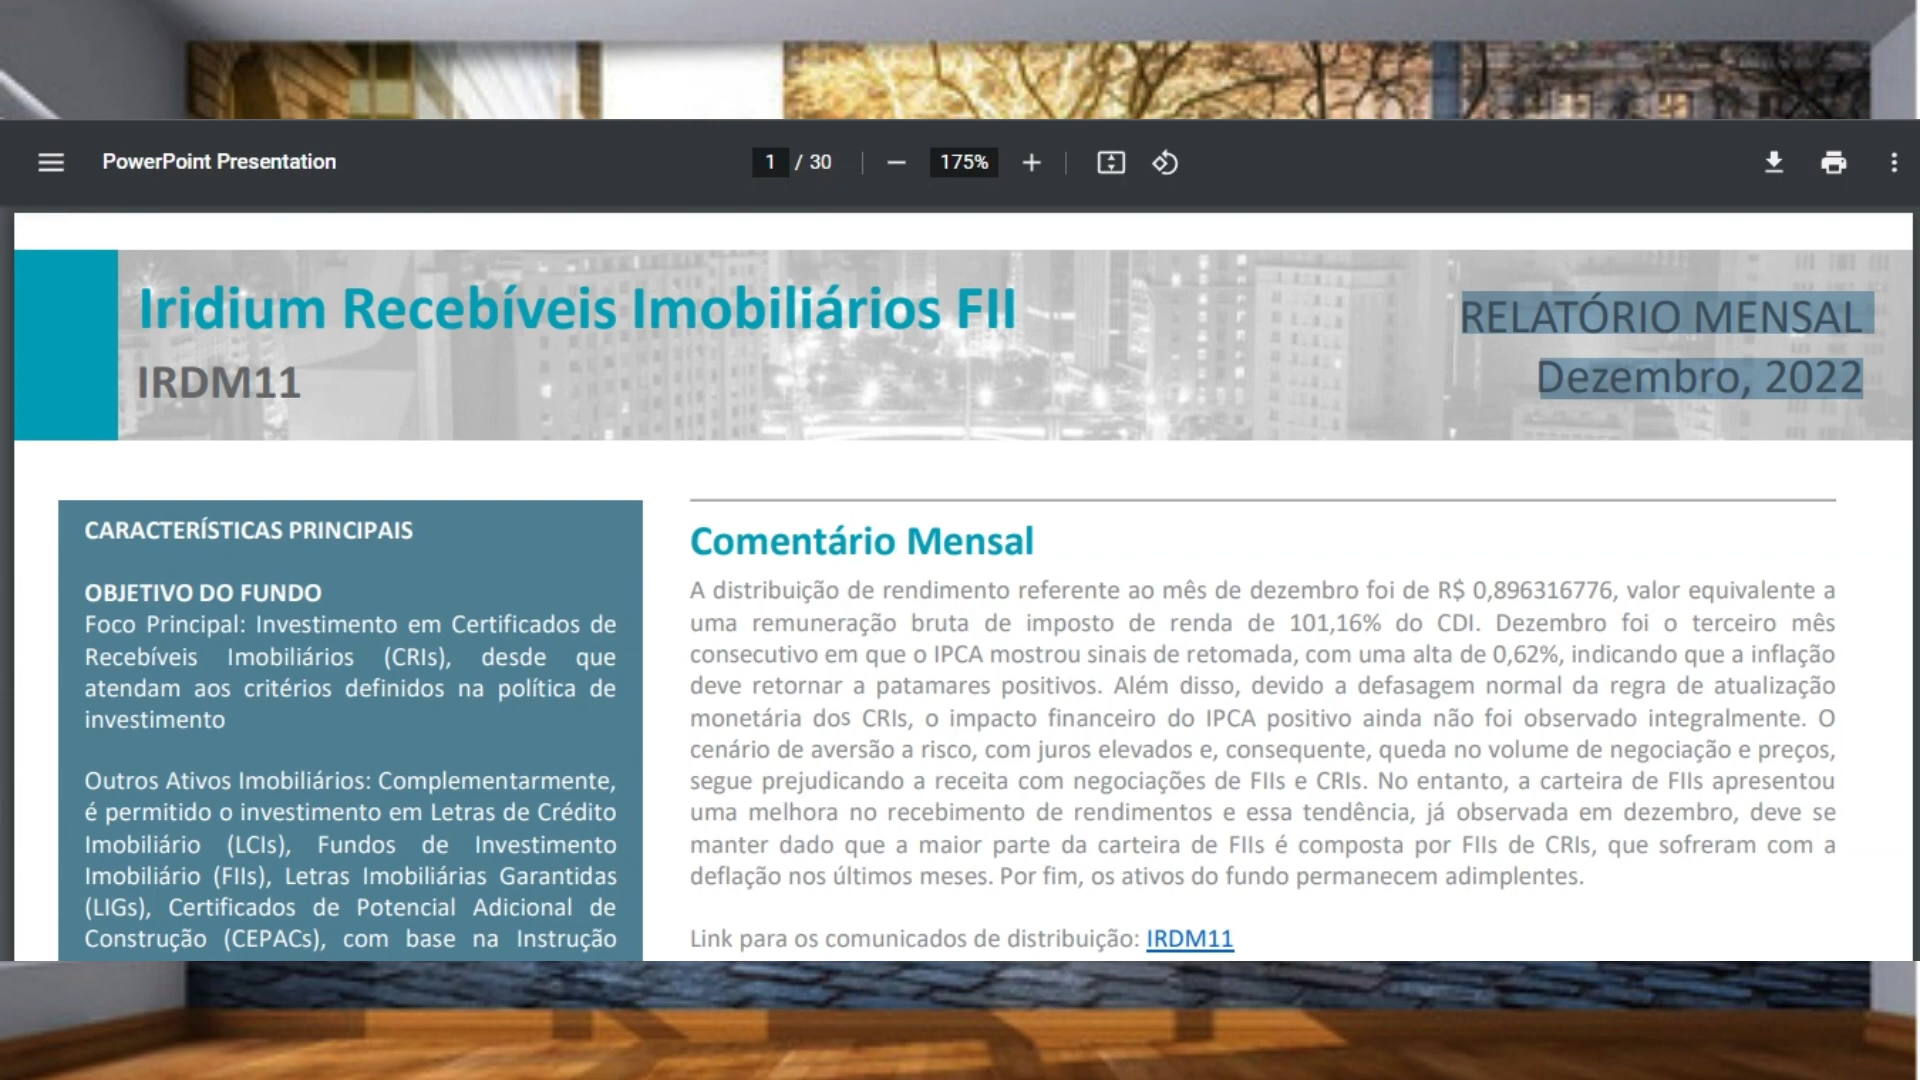 PowerPoint Presentation
1 / 30
175%
Iridium Recebíveis Imobiliários FII
IRDM11
RELATÓRIO MENSAL
Dezembro, 2022
CARACTERÍSTICAS PRINCIPAIS
OBJETIVO DO FUNDO
Foco Principal: Investimento em Certificados de
Recebíveis Imobiliários (CRIs), desde que
atendam aos critérios definidos na política de
investimento
Outros Ativos Imobiliários: Complementarmente,
é permitido o investimento em Letras de Crédito
Imobiliário (LCIs), Fundos de Investimento
Imobiliário (FIIs), Letras Imobiliárias Garantidas
(LIGs), Certificados de Potencial Adicional de
Construção (CEPACs), com base na Instrução
Comentário Mensal
A distribuição de rendimento referente ao mês de dezembro foi de R$ 0,896316776, valor equivalente a
uma remuneração bruta de imposto de renda de 101,16% do CDI. Dezembro foi o terceiro mês
consecutivo em que o IPCA mostrou sinais de retomada, com uma alta de 0,62%, indicando que a inflação
deve retornar a patamares positivos. Além disso, devido a defasagem normal da regra de atualização
monetária dos CRIs, o impacto financeiro do IPCA positivo ainda não foi observado integralmente. O
cenário de aversão a risco, com juros elevados e, consequente, queda no volume de negociação e preços,
segue prejudicando a receita com negociações de FIIs e CRIs. No entanto, a carteira de FIIs apresentou
uma melhora no recebimento de rendimentos e essa tendência, já observada em dezembro, deve se
manter dado que a maior parte da carteira de FIIs é composta por FIIs de CRIs, que sofreram com a
deflação nos últimos meses. Por fim, os ativos do fundo permanecem adimplentes.
Link para os comunicados de distribuição: IRDM11